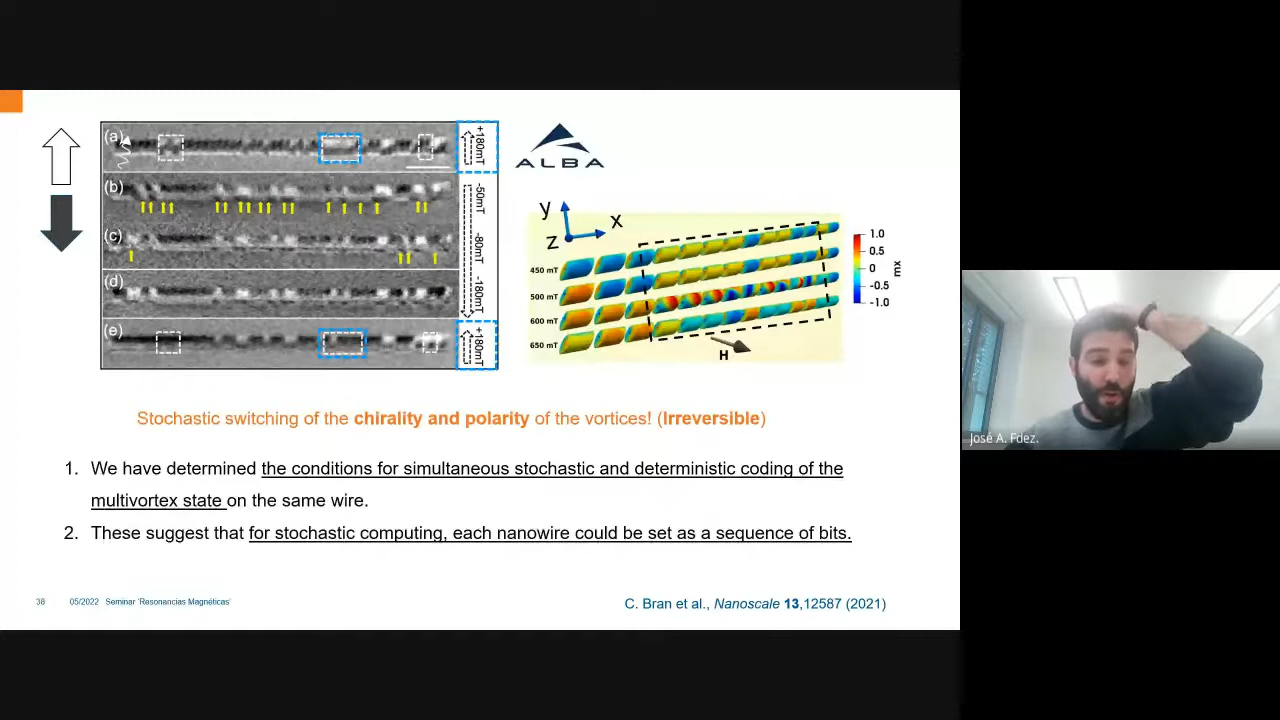 (a)
+180mT
(b)
-50mT
(c)
-80mT
(d)
-180mT
(e)
+180mT
ALBA
y
x
z
450 mT
500 mT
600 mT
650 mT
H
1.0
0.5
0
-0.5
-1.0
mx
Stochastic switching of the chirality and polarity of the vortices! (Irreversible)
1. We have determined the conditions for simultaneous stochastic and deterministic coding of the
multivortex state on the same wire.
2. These suggest that for stochastic computing, each nanowire could be set as a sequence of bits.
38 05/2022 Seminar 'Resonancias Magnéticas'
C. Bran et al., Nanoscale 13,12587 (2021)
José A. Fdez.